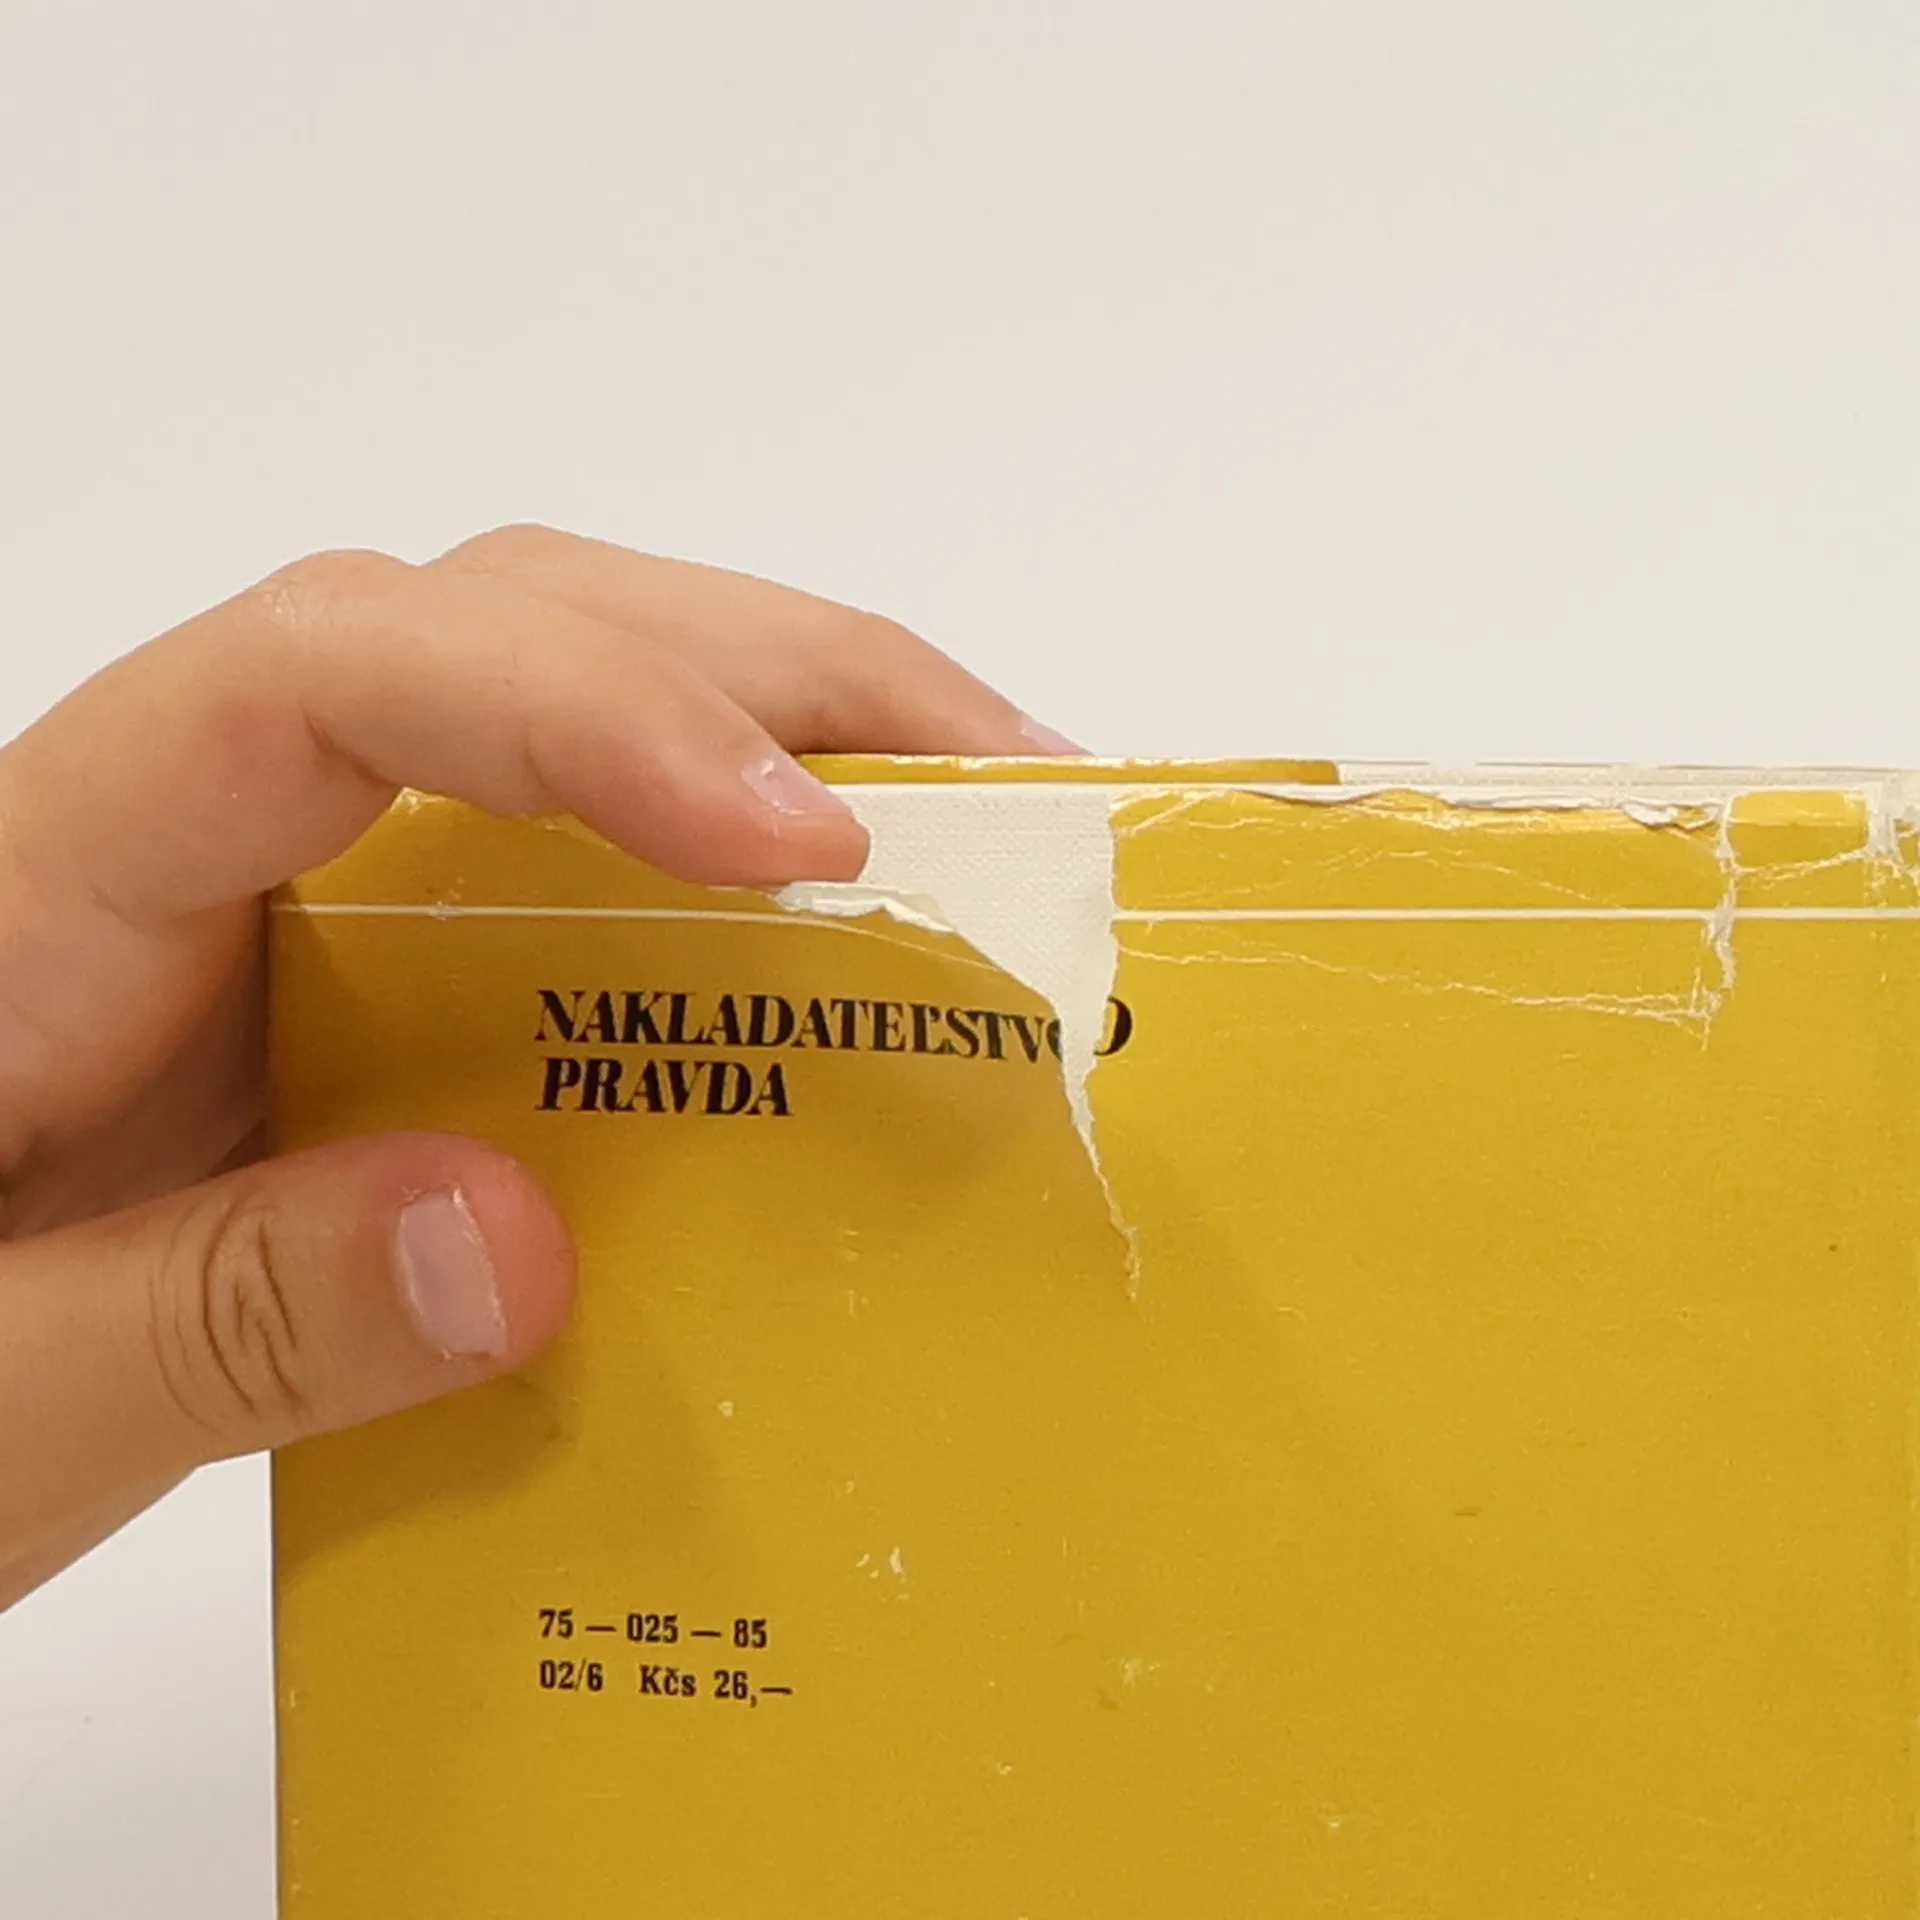 NAKLADATEĽSTVO
PRAVDA
75 — 025 — 85
02/6 Kčs 26,—